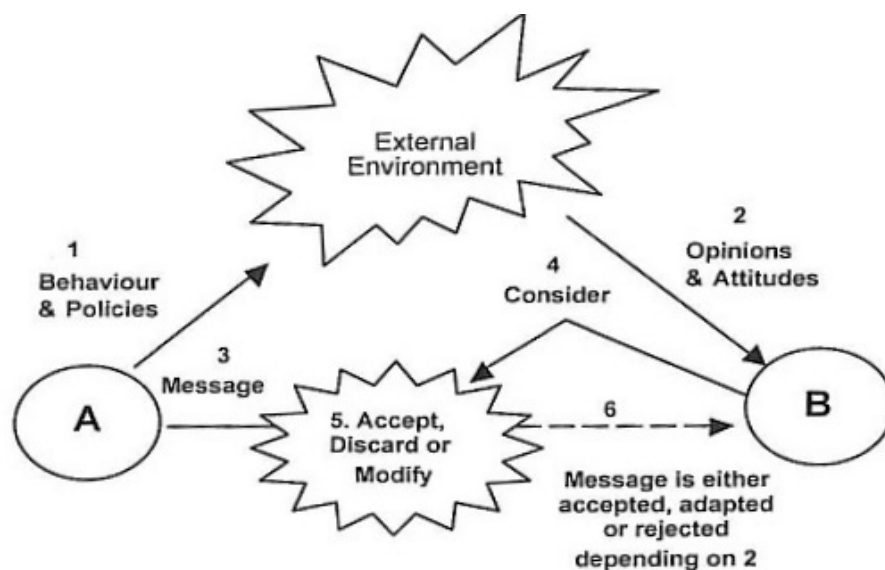 External
Environment
1
Behaviour
& Policies
2
Opinions
& Attitudes
4
Consider
3
Message
A
5. Accept,
Discard or
Modify
6
B
Message is either
accepted, adapted
or rejected
depending on 2